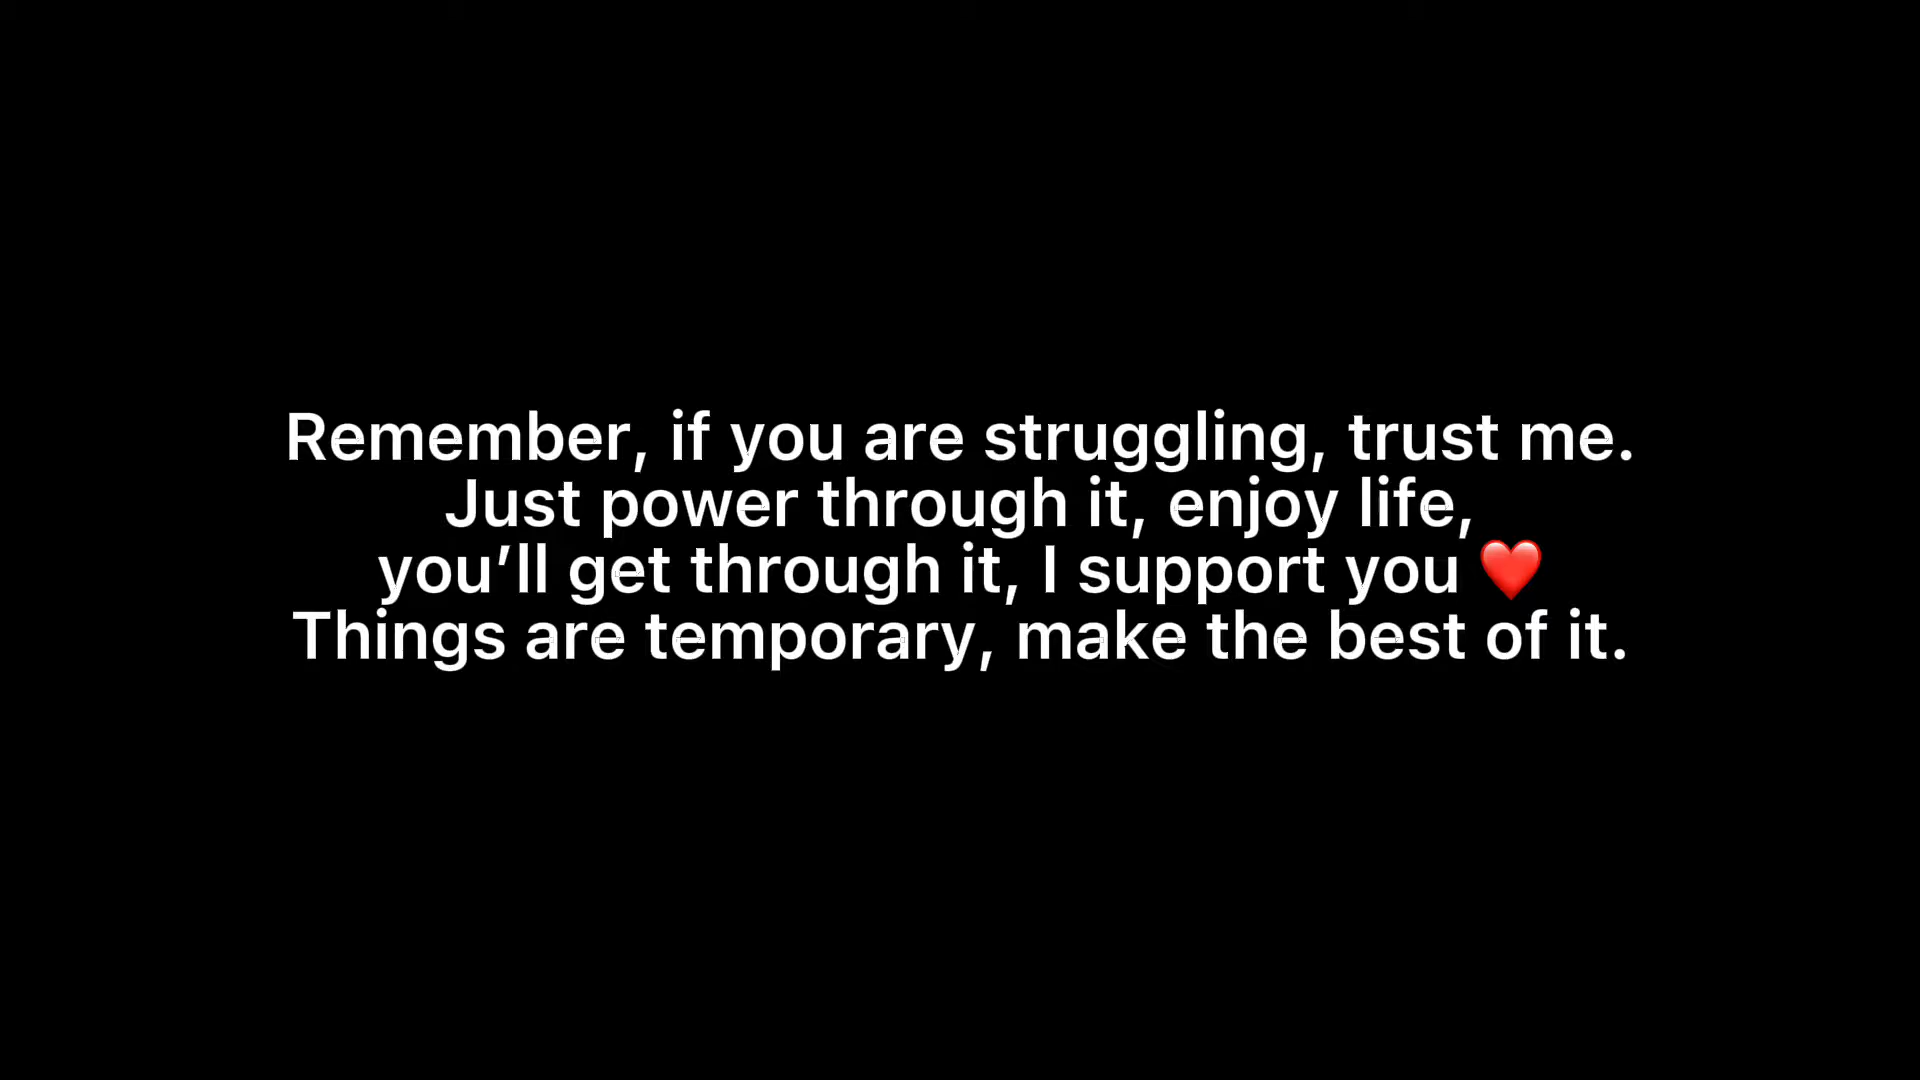 Remember, if you are struggling, trust me.
Just power through it, enjoy life,
you’ll get through it, I support you ❤️
Things are temporary, make the best of it.